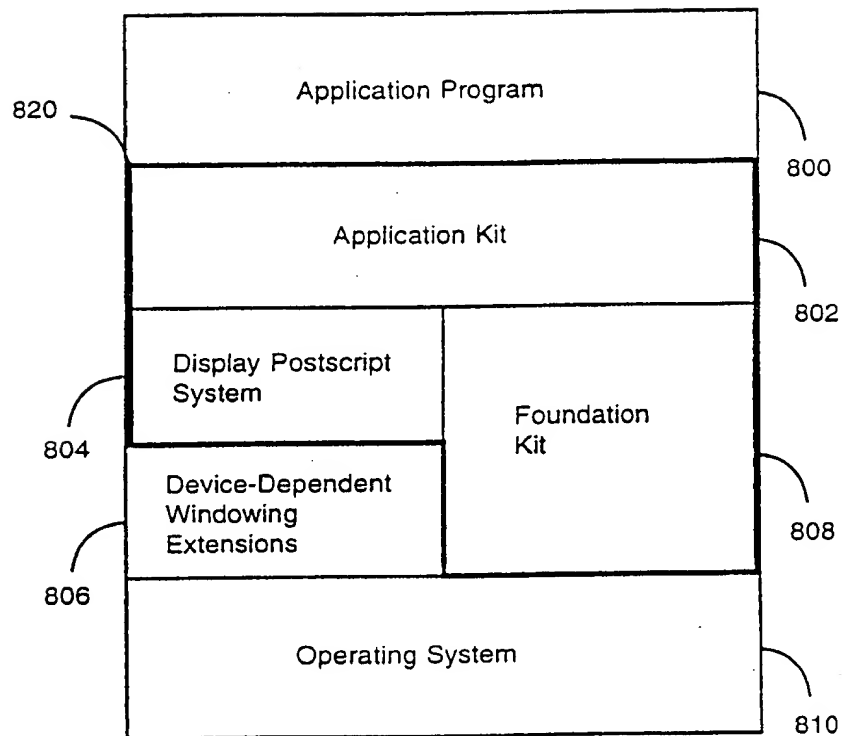 Application Program
820
800
Application Kit
802
Display Postscript
System
804
Foundation
Kit
Device-Dependent
Windowing
Extensions
808
806
Operating System
810